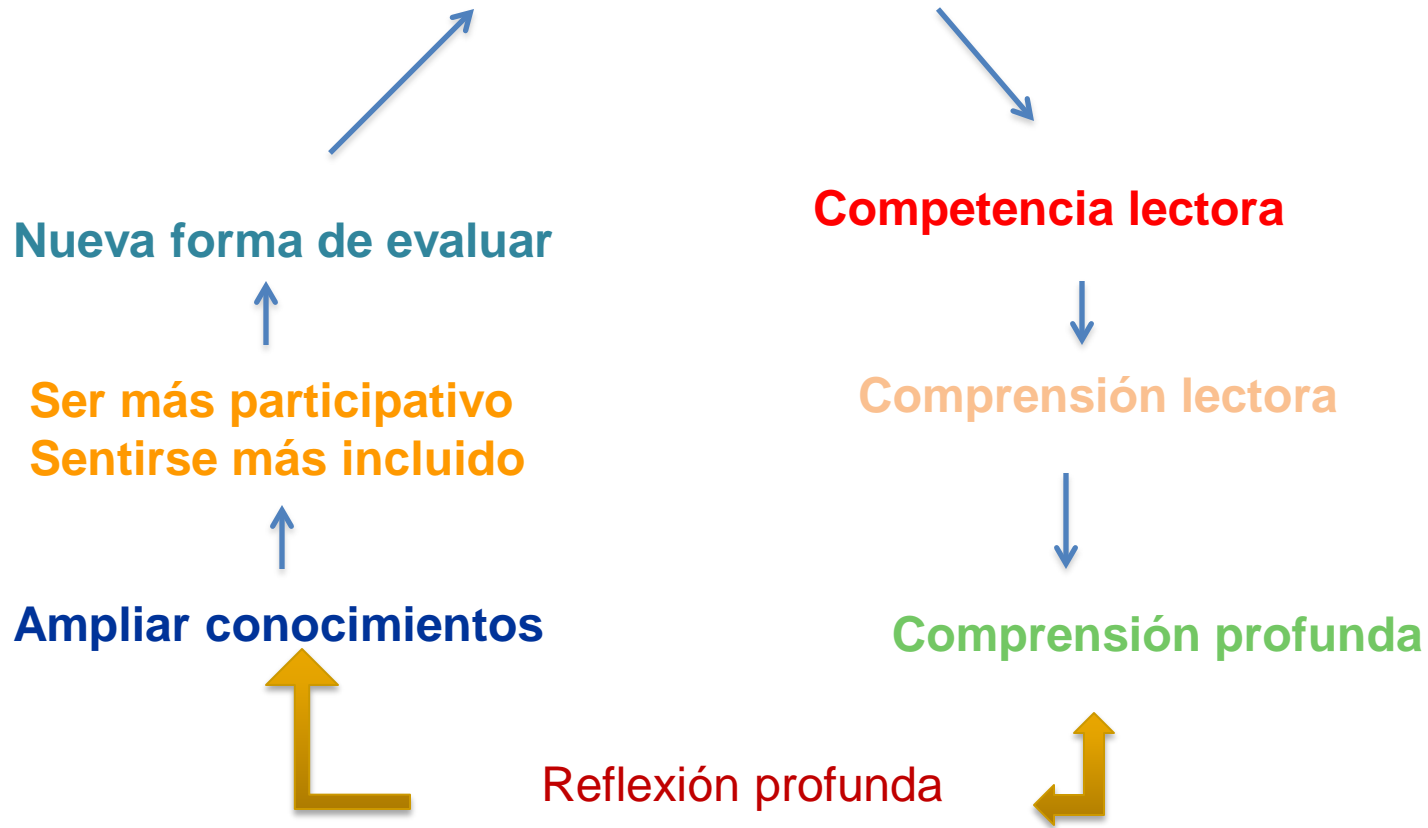 Competencia lectora
Nueva forma de evaluar
Comprensión lectora
Ser más participativo
Sentirse más incluido
Ampliar conocimientos
Comprensión profunda
Reflexión profunda